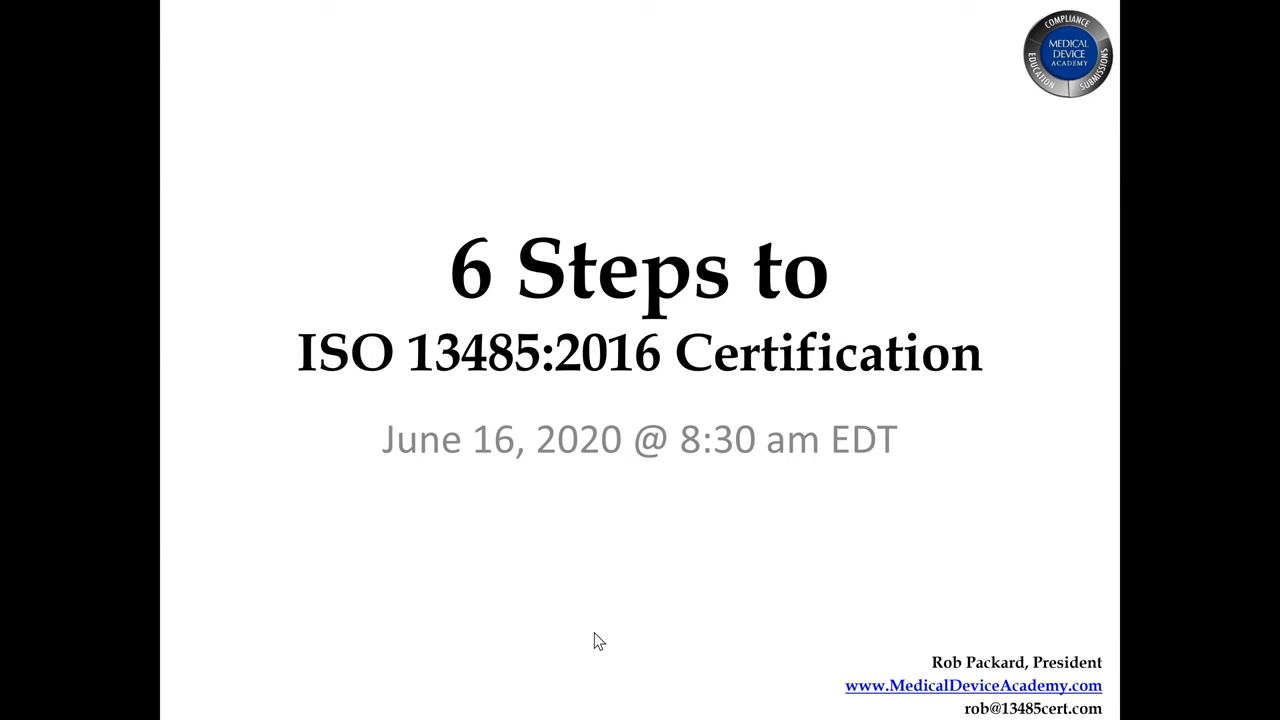 COMPLIANCE
MEDICAL
DEVICE
ACADEMY
EDUCATION
SUBMISSIONS
6 Steps to
ISO 13485:2016 Certification
June 16, 2020 @ 8:30 am EDT
Rob Packard, President
www.MedicalDeviceAcademy.com
rob@13485cert.com